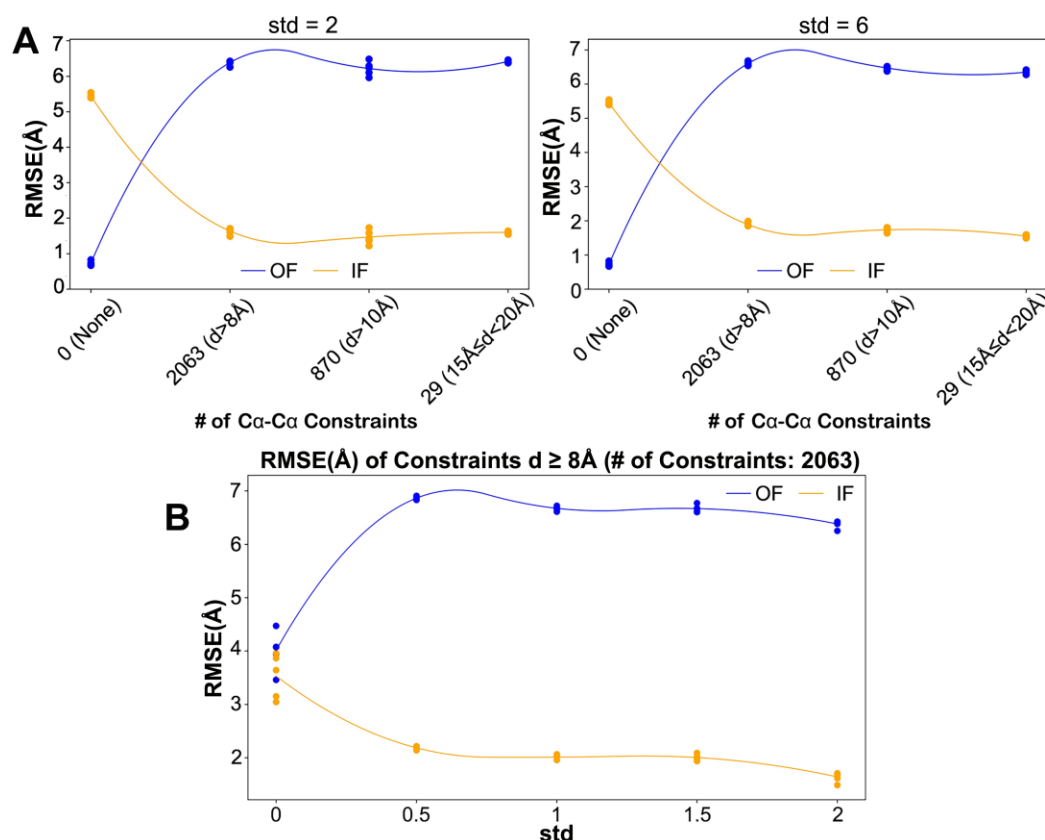 A
std = 2
RMSE(Å)
7
6
5
4
3
2
1
0
OF IF
0 (None)
2063 (d>8Å)
870 (d>10Å)
29 (15Å≤d<20Å)
# of Cα-Cα Constraints
std = 6
RMSE(Å)
7
6
5
4
3
2
1
0
OF IF
0 (None)
2063 (d>8Å)
870 (d>10Å)
29 (15Å≤d<20Å)
# of Cα-Cα Constraints
B
RMSE(Å) of Constraints d ≥ 8Å (# of Constraints: 2063)
OF IF
RMSE(Å)
7
6
5
4
3
2
0 0.5 1 1.5 2
std